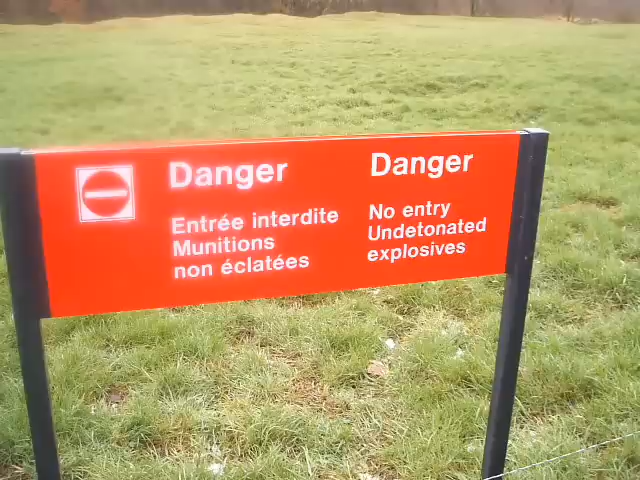 Danger
Entrée interdite
Munitions
non éclatées
Danger
No entry
Undetonated
explosives